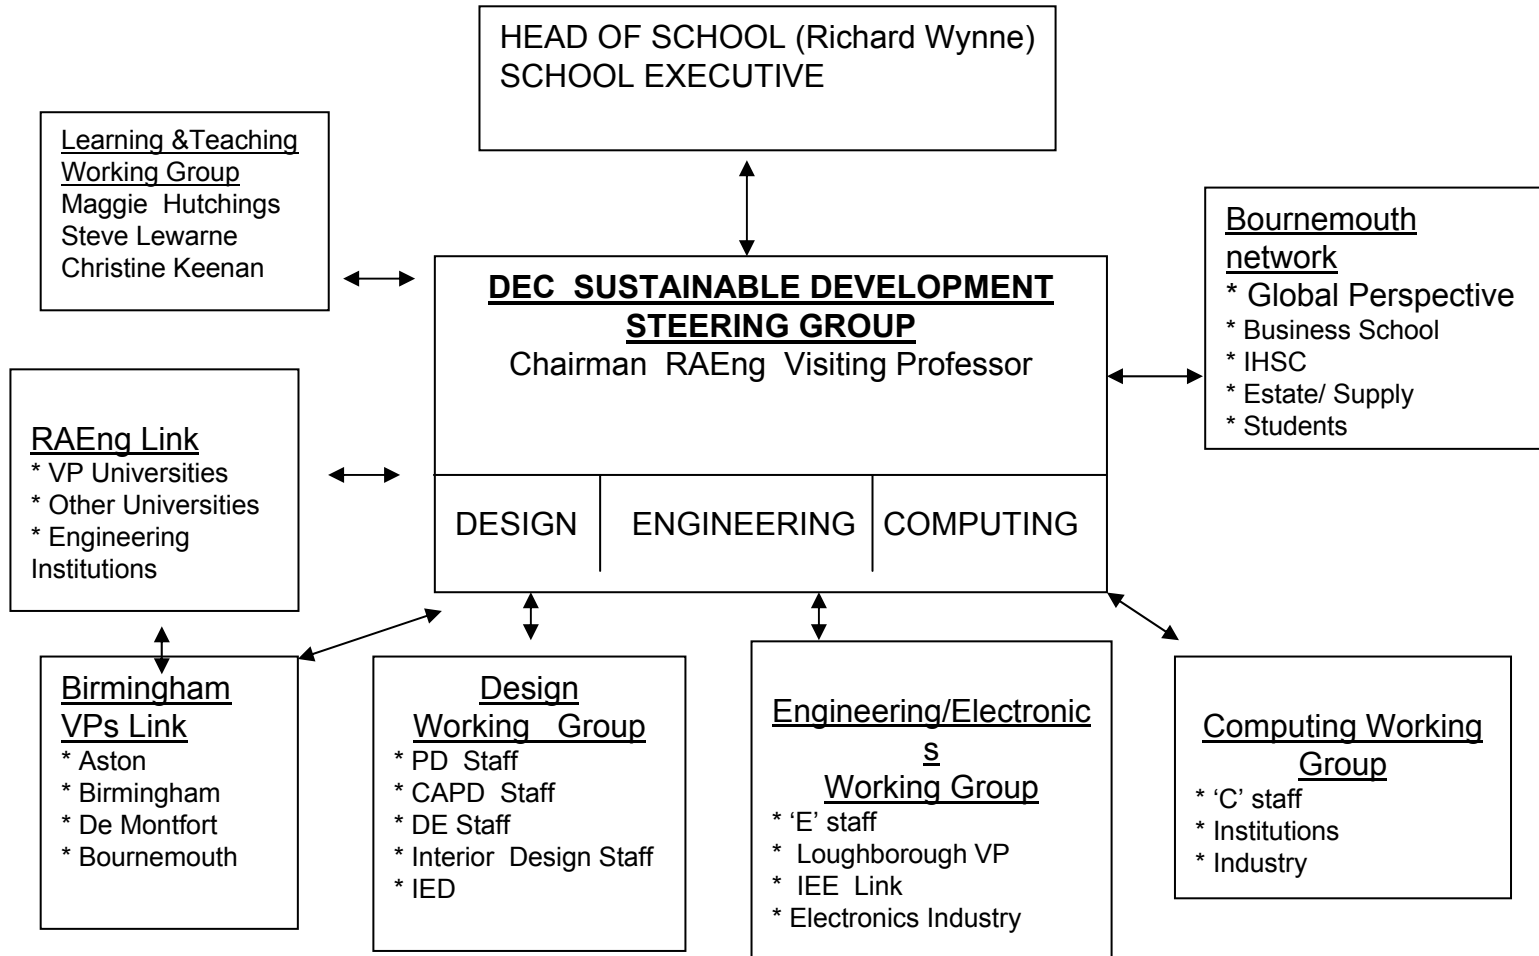 HEAD OF SCHOOL (Richard Wynne)
SCHOOL EXECUTIVE
Learning &Teaching
Working Group
Maggie Hutchings
Steve Lewarne
Christine Keenan
Bournemouth
network
* Global Perspective
* Business School
* IHSC
* Estate/ Supply
* Students
DEC SUSTAINABLE DEVELOPMENT
STEERING GROUP
Chairman RAEng Visiting Professor
DESIGN
ENGINEERING
COMPUTING
RAEng Link
* VP Universities
* Other Universities
* Engineering
Institutions
Birmingham
VPs Link
* Aston
* Birmingham
* De Montfort
* Bournemouth
Design
Working Group
* PD Staff
* CAPD Staff
* DE Staff
* Interior Design Staff
* IED
Engineering/Electronic
s
Working Group
* ‘E’ staff
* Loughborough VP
* IEE Link
* Electronics Industry
Computing Working
Group
* ‘C’ staff
* Institutions
* Industry